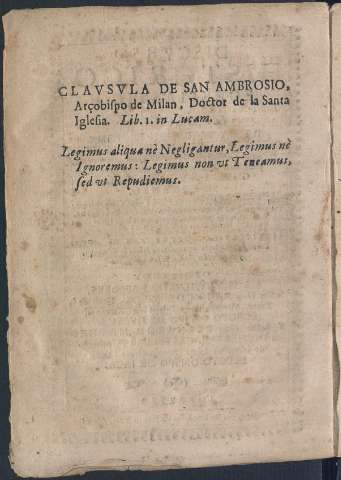 CLAVSVLA DE SAN AMBROSIO,
Arçobiſpo de Milan, Doctor de la Santa
Igleſia. Lib. 1. in Lucam.
Legimus aliqua nè Negligantur, Legimus nè
Ignoremus: Legimus non vt Teneamus,
ſed vt Repudiemus.